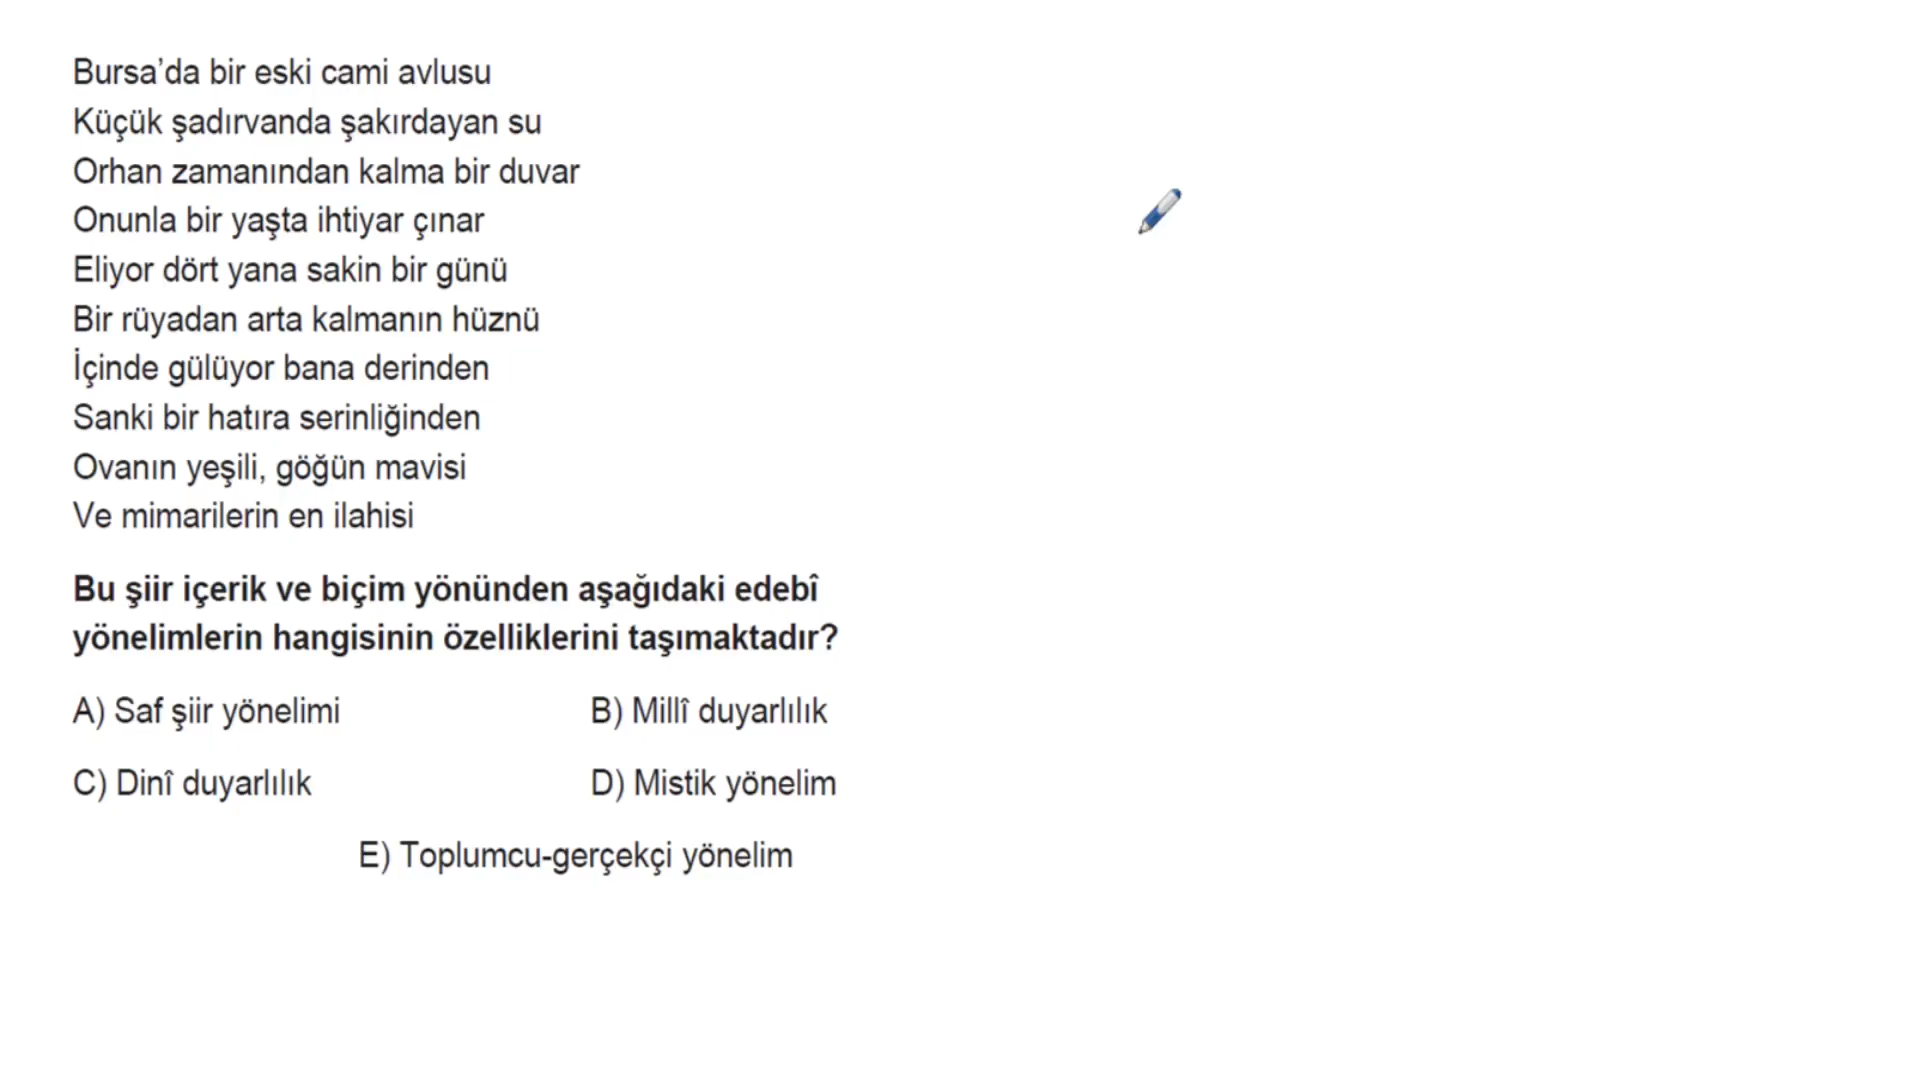 Bursa’da bir eski cami avlusu
Küçük şadırvanda şakırdayan su
Orhan zamanından kalma bir duvar
Onunla bir yaşta ihtiyar çınar
Eliyor dört yana sakin bir günü
Bir rüyadan arta kalmanın hüznü
İçinde gülüyor bana derinden
Sanki bir hatıra serinliğinden
Ovanın yeşili, göğün mavisi
Ve mimarilerin en ilahisi
Bu şiir içerik ve biçim yönünden aşağıdaki edebî
yönelimlerin hangisinin özelliklerini taşımaktadır?
A) Saf şiir yönelimi B) Millî duyarlılık
C) Dinî duyarlılık D) Mistik yönelim
E) Toplumcu-gerçekçi yönelim